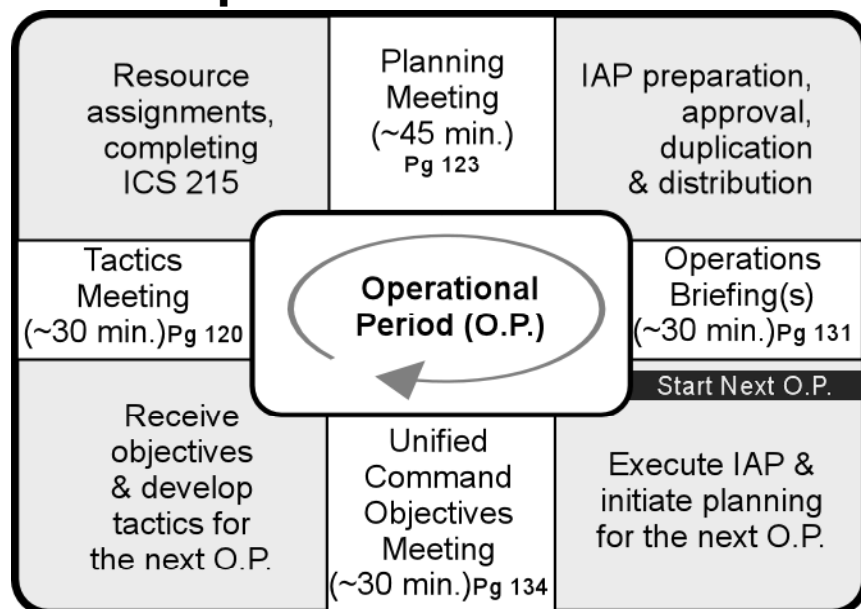 Resource
assignments,
completing
ICS 215
Planning
Meeting
(~45 min.)
Pg 123
IAP preparation,
approval,
duplication
& distribution
Tactics
Meeting
(~30 min.)Pg 120
Operational
Period (O.P.)
Operations
Briefing(s)
(~30 min.)Pg 131
Start Next O.P.
Receive
objectives
& develop
tactics for
the next O.P.
Unified
Command
Objectives
Meeting
(~30 min.)Pg 134
Execute IAP &
initiate planning
for the next O.P.